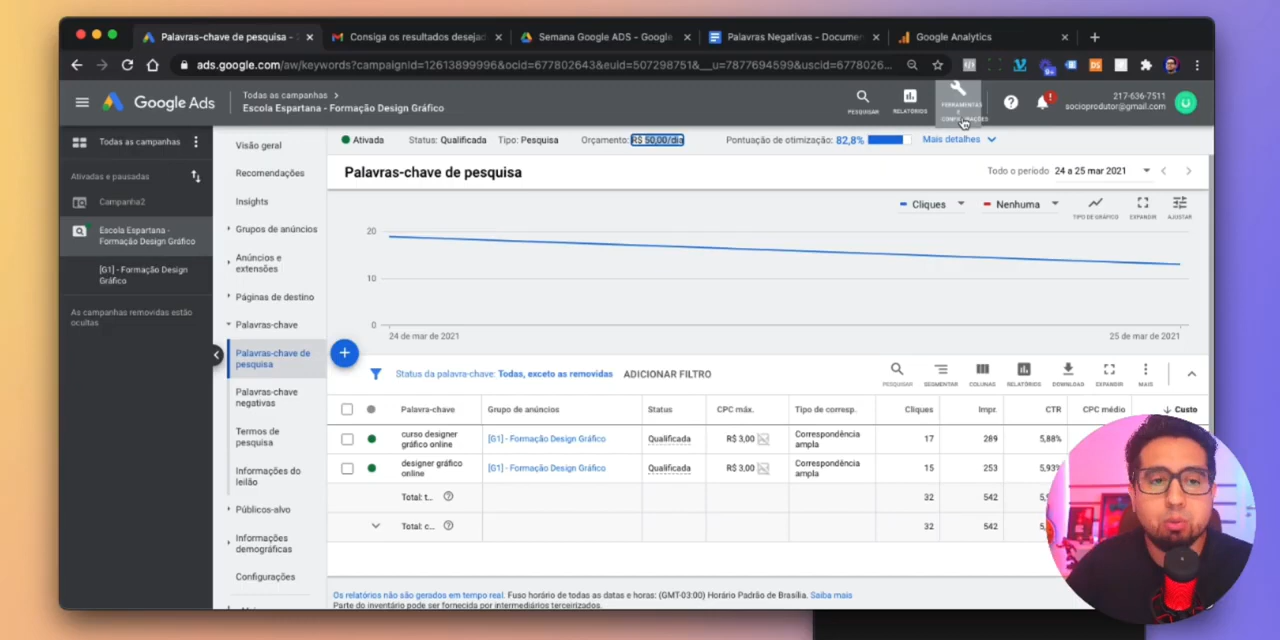 Palavras-chave de pesquisa -
Consiga os resultados desejad
Semana Google ADS - Google
Palavras Negativas - Documen
Google Analytics
ads.google.com/aw/keywords?campaignId=12613899996&ocid=677802643&euid=507298751&__u=7877694599&uscid=6778026...
Google Ads
Todas as campanhas
Escola Espartana - Formação Design Gráfico
PESQUISAR
RELATÓRIOS
FERRAMENTAS
E
CONFIGURAÇÕES
217-636-7511
socioprodutor@gmail.com
Todas as campanhas
Ativadas e pausadas
Campanha2
Escola Espartana -
Formação Design Gráfico
[G1] - Formação Design
Gráfico
As campanhas removidas estão
ocultas
Visão geral
Recomendações
Insights
Grupos de anúncios
Anúncios e
extensões
Páginas de destino
Palavras-chave
Palavras-chave de
pesquisa
Palavras-chave
negativas
Termos de
pesquisa
Informações do
leilão
Públicos-alvo
Informações
demográficas
Configurações
Ativada Status: Qualificada Tipo: Pesquisa Orçamento: R$ 50,00/dia Pontuação de otimização: 82,8% Mais detalhes
Palavras-chave de pesquisa
Todo o período 24 a 25 mar 2021
Cliques
Nenhuma
TIPO DE GRÁFICO
EXPANDIR
AJUSTAR
20
10
0
24 de mar de 2021
25 de mar de 2021
Status da palavra-chave: Todas, exceto as removidas ADICIONAR FILTRO
PESQUISAR
SEGMENTAR
COLUNAS
RELATÓRIOS
DOWNLOAD
EXPANDIR
MAIS
Palavra-chave Grupo de anúncios Status CPC máx. Tipo de corresp. Cliques Impr. CTR CPC médio Custo
curso designer
gráfico online
[G1] - Formação Design Gráfico Qualificada R$ 3,00
Correspondência
ampla
17 289 5,88%
designer gráfico
online
[G1] - Formação Design Gráfico Qualificada R$ 3,00
Correspondência
ampla
15 253 5,93%
Total: t... 32 542
Total: c... 32 542
Os relatórios não são gerados em tempo real. Fuso horário de todas as datas e horas: (GMT-03:00) Horário Padrão de Brasília. Saiba mais
Parte do inventário pode ser fornecida por intermediários terceirizados.